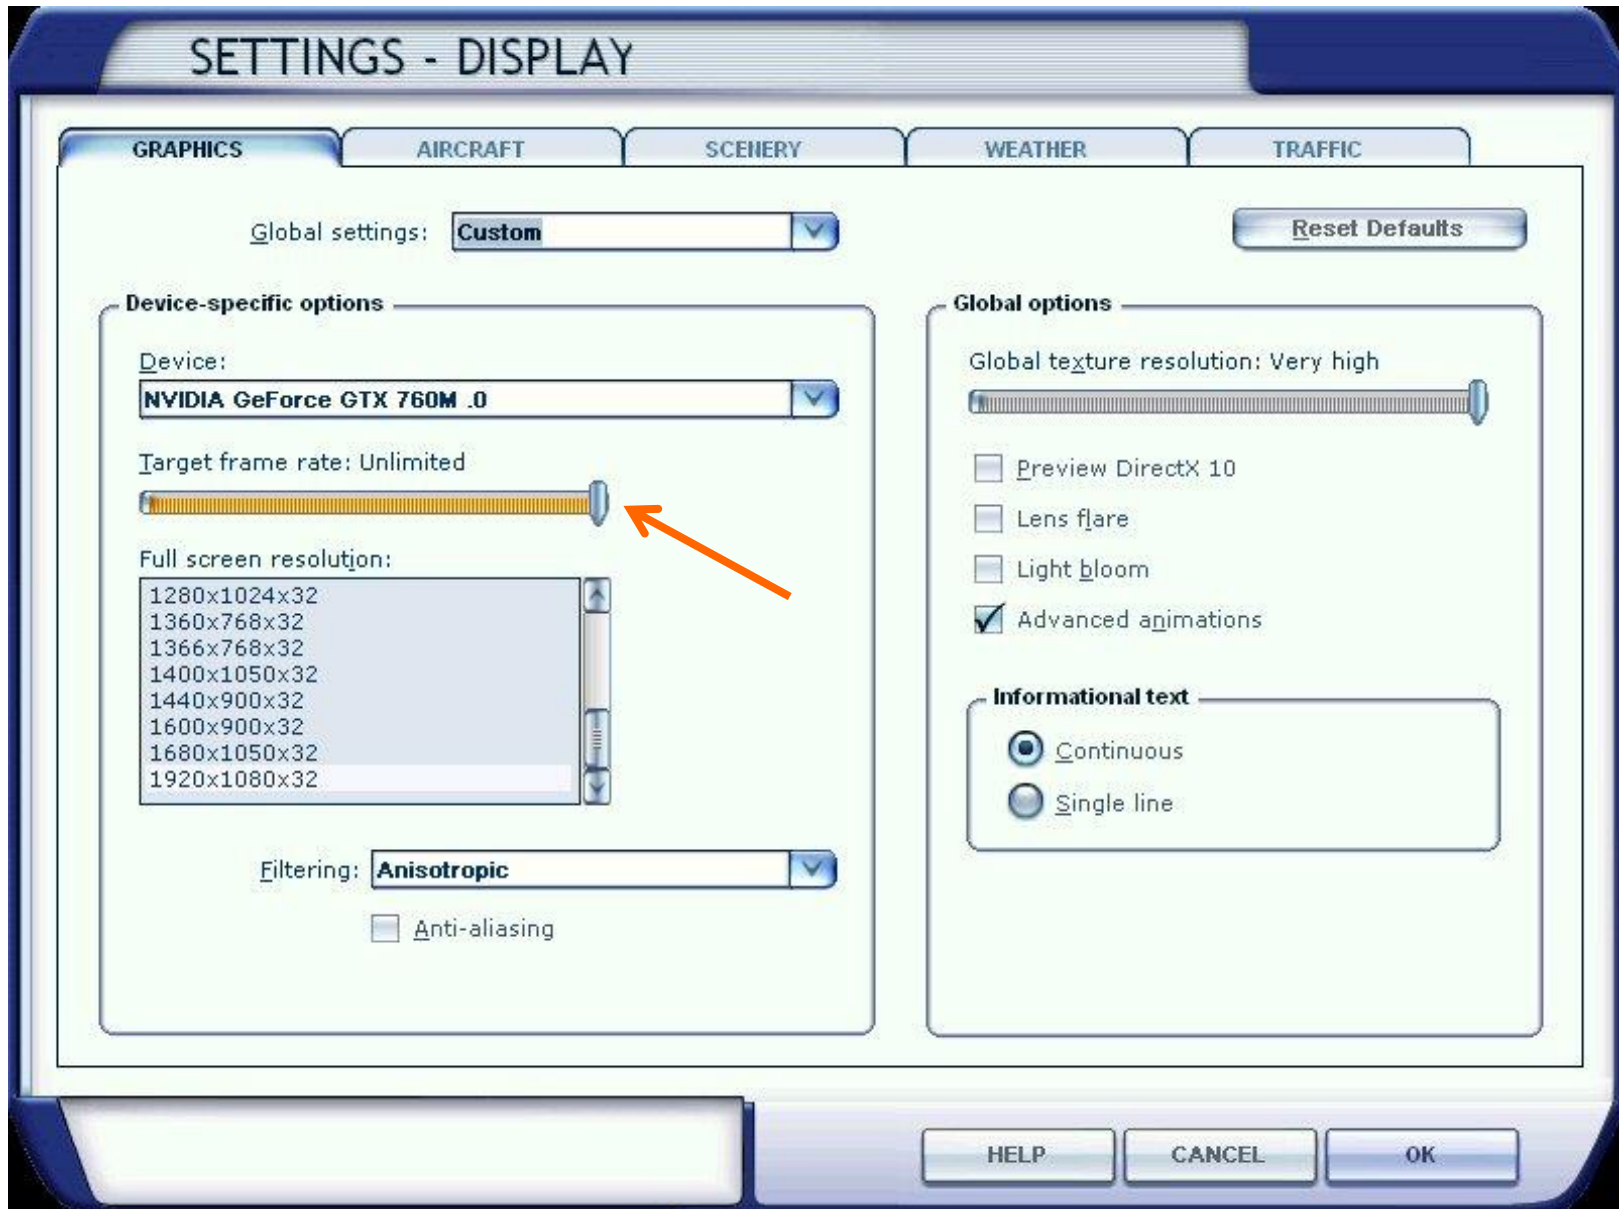 SETTINGS - DISPLAY
GRAPHICS
AIRCRAFT
SCENERY
WEATHER
TRAFFIC
Global settings: Custom
Reset Defaults
Device-specific options
Device:
NVIDIA GeForce GTX 760M .0
Target frame rate: Unlimited
Full screen resolution:
1280x1024x32
1360x768x32
1366x768x32
1400x1050x32
1440x900x32
1600x900x32
1680x1050x32
1920x1080x32
Filtering: Anisotropic
Anti-aliasing
Global options
Global texture resolution: Very high
Preview DirectX 10
Lens flare
Light bloom
Advanced animations
Informational text
Continuous
Single line
HELP
CANCEL
OK